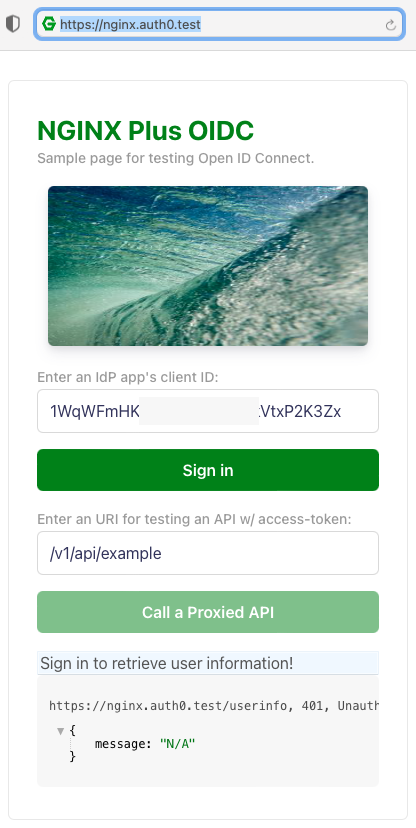 https://nginx.auth0.test
NGINX Plus OIDC
Sample page for testing Open ID Connect.
Enter an IdP app's client ID:
1WqWFmHK VtxP2K3Zx
Sign in
Enter an URI for testing an API w/ access-token:
/v1/api/example
Call a Proxied API
Sign in to retrieve user information!
https://nginx.auth0.test/userinfo, 401, Unauth
{
message: "N/A"
}